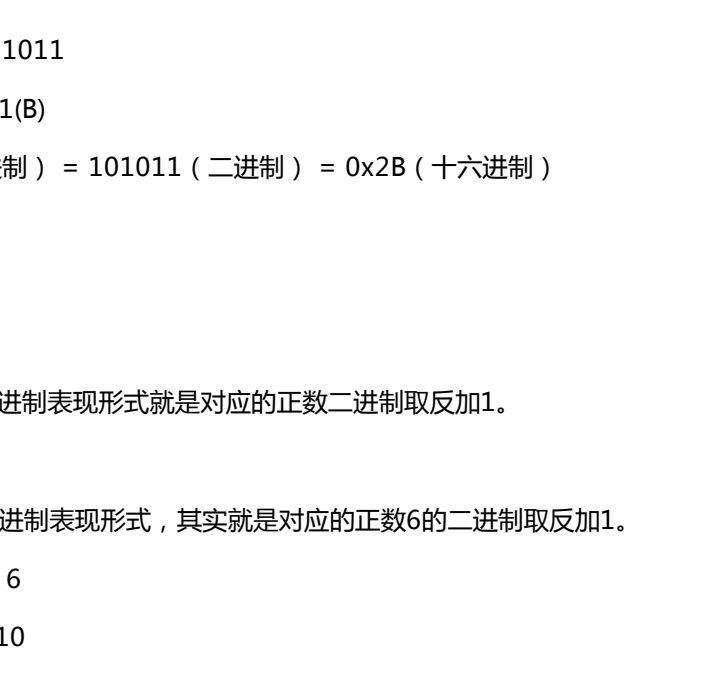 1011
1(B)
制 ） = 101011（ 二进制 ） = 0x2B（ 十六进制 ）
进制表现形式就是对应的正数二进制取反加1。
进制表现形式，其实就是对应的正数6的二进制取反加1。
6
10